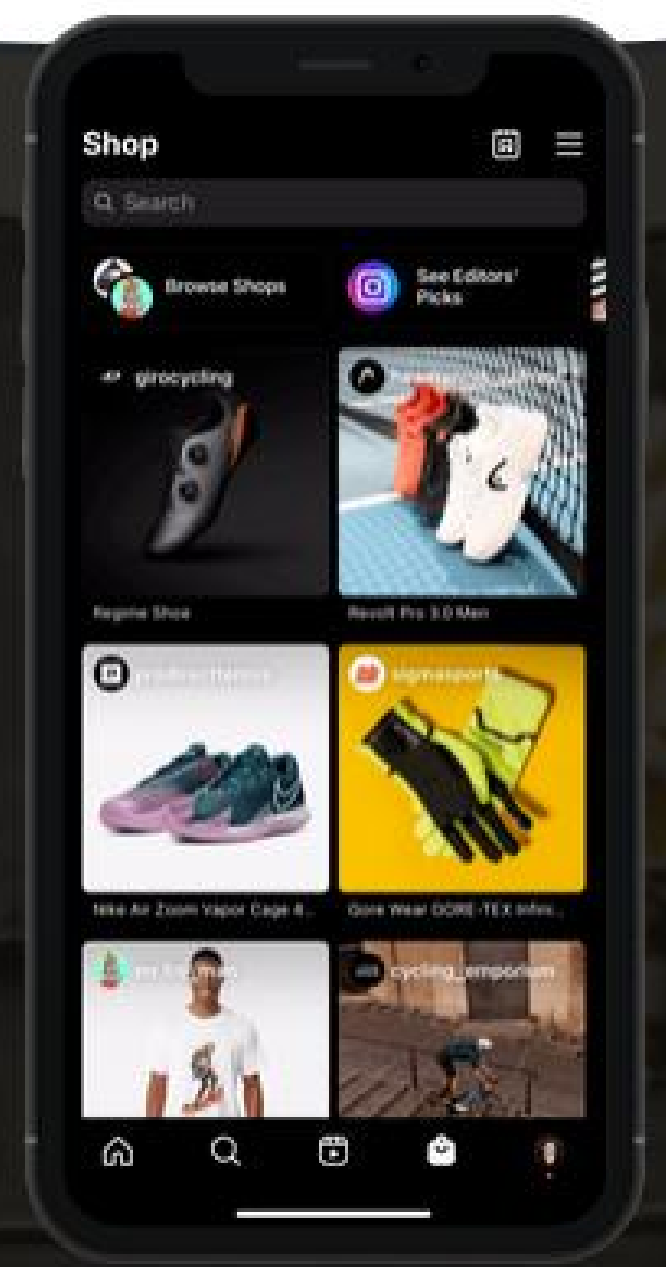 Shop
Search
Browse Shops
See Editors'
Picks
girocycling
Regime Shoe
Revolt Pro 3.0 Men
sigmasports
Nike Air Zoom Vapor Cage 4...
Gore Wear GORE-TEX Infini...
cycling_emporium